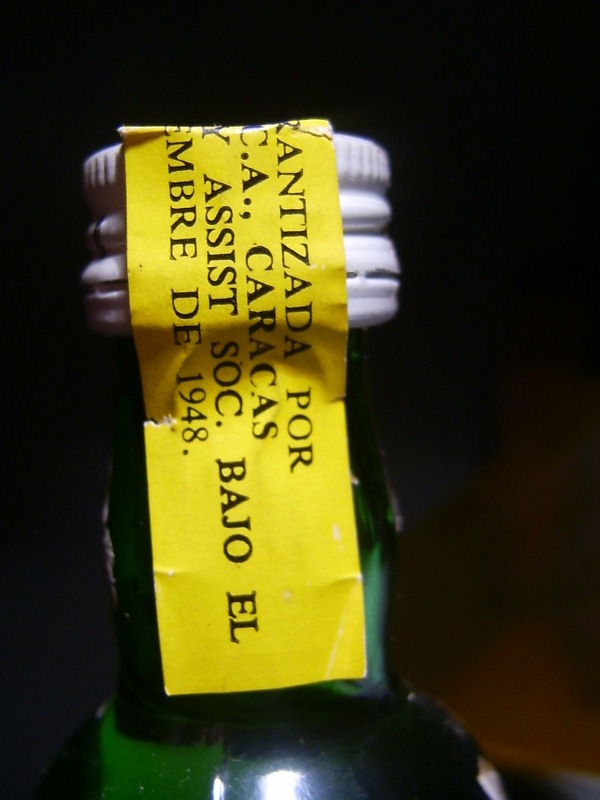 RANTIZADA POR
C.A., CARACAS
Y ASSIST SOC. BAJO EL
EMBRE DE 1948.